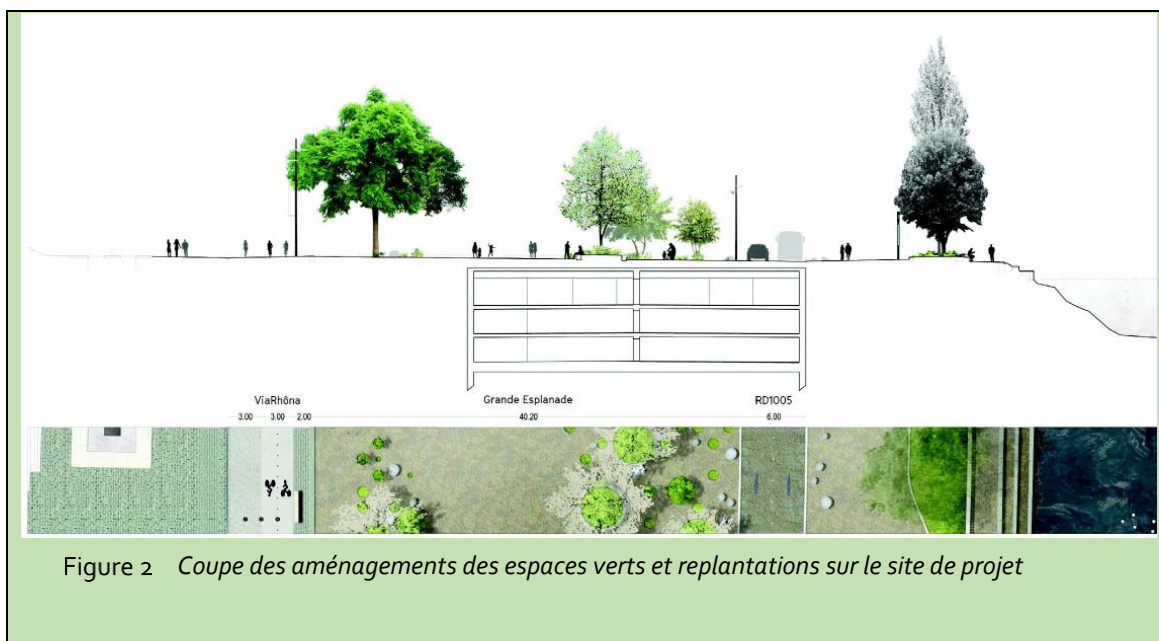 ViaRhôna Grande Esplanade RD1005
3.00 3.00 2.00 40.20 6.00
Figure 2 Coupe des aménagements des espaces verts et replantations sur le site de projet